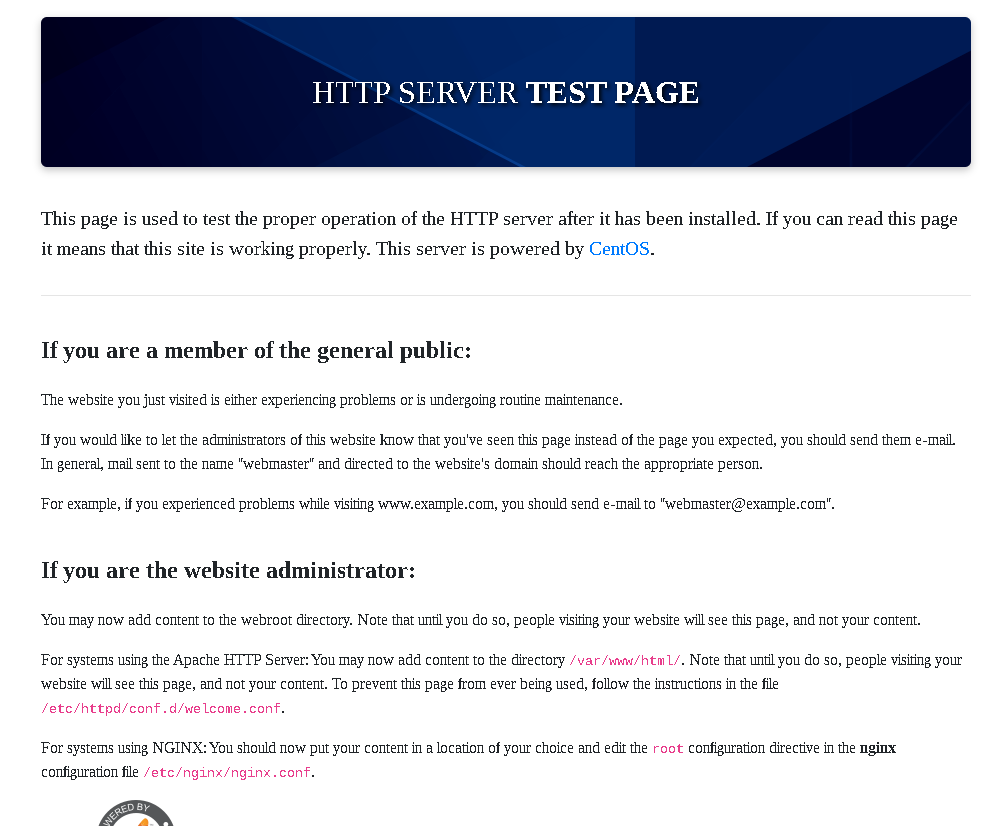 HTTP SERVER TEST PAGE
This page is used to test the proper operation of the HTTP server after it has been installed. If you can read this page
it means that this site is working properly. This server is powered by CentOS.
If you are a member of the general public:
The website you just visited is either experiencing problems or is undergoing routine maintenance.
If you would like to let the administrators of this website know that you've seen this page instead of the page you expected, you should send them e-mail.
In general, mail sent to the name "webmaster" and directed to the website's domain should reach the appropriate person.
For example, if you experienced problems while visiting www.example.com, you should send e-mail to "webmaster@example.com".
If you are the website administrator:
You may now add content to the webroot directory. Note that until you do so, people visiting your website will see this page, and not your content.
For systems using the Apache HTTP Server: You may now add content to the directory /var/www/html/. Note that until you do so, people visiting your
website will see this page, and not your content. To prevent this page from ever being used, follow the instructions in the file
/etc/httpd/conf.d/welcome.conf.
For systems using NGINX: You should now put your content in a location of your choice and edit the root configuration directive in the nginx
configuration file /etc/nginx/nginx.conf.
WERED BY